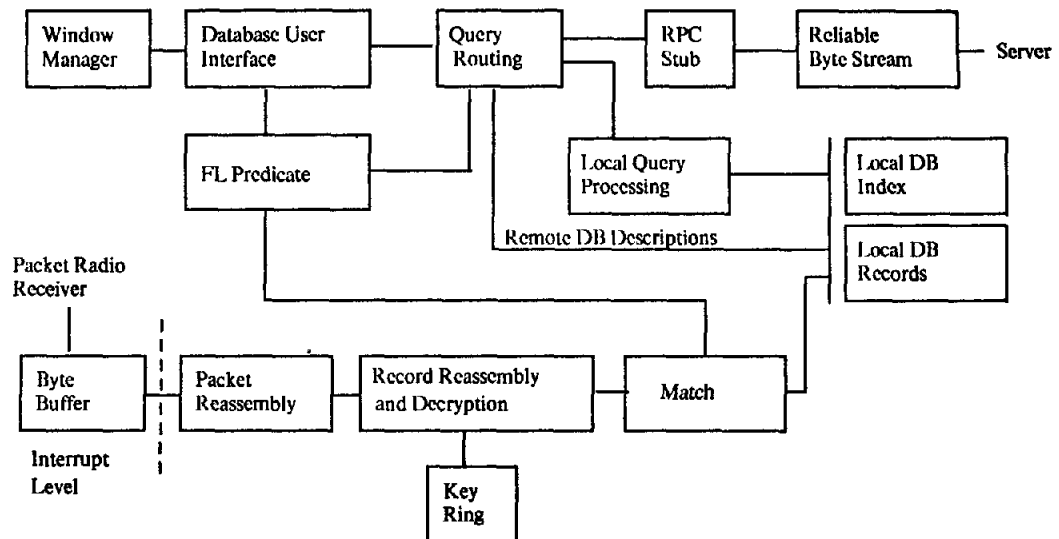 Window
Manager
Database User
Interface
Query
Routing
RPC
Stub
Reliable
Byte Stream
Server
FL Predicate
Local Query
Processing
Local DB
Index
Remote DB Descriptions
Local DB
Records
Packet Radio
Receiver
Byte
Buffer
Packet
Reassembly
Record Reassembly
and Decryption
Match
Interrupt
Level
Key
Ring